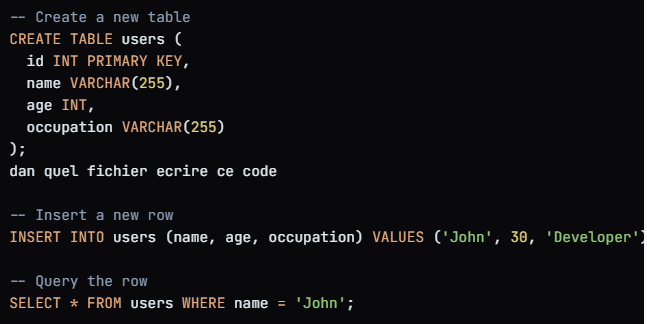 -- Create a new table
CREATE TABLE users (
  id INT PRIMARY KEY,
  name VARCHAR(255),
  age INT,
  occupation VARCHAR(255)
);
dan quel fichier ecrire ce code

-- Insert a new row
INSERT INTO users (name, age, occupation) VALUES ('John', 30, 'Developer')

-- Query the row
SELECT * FROM users WHERE name = 'John';